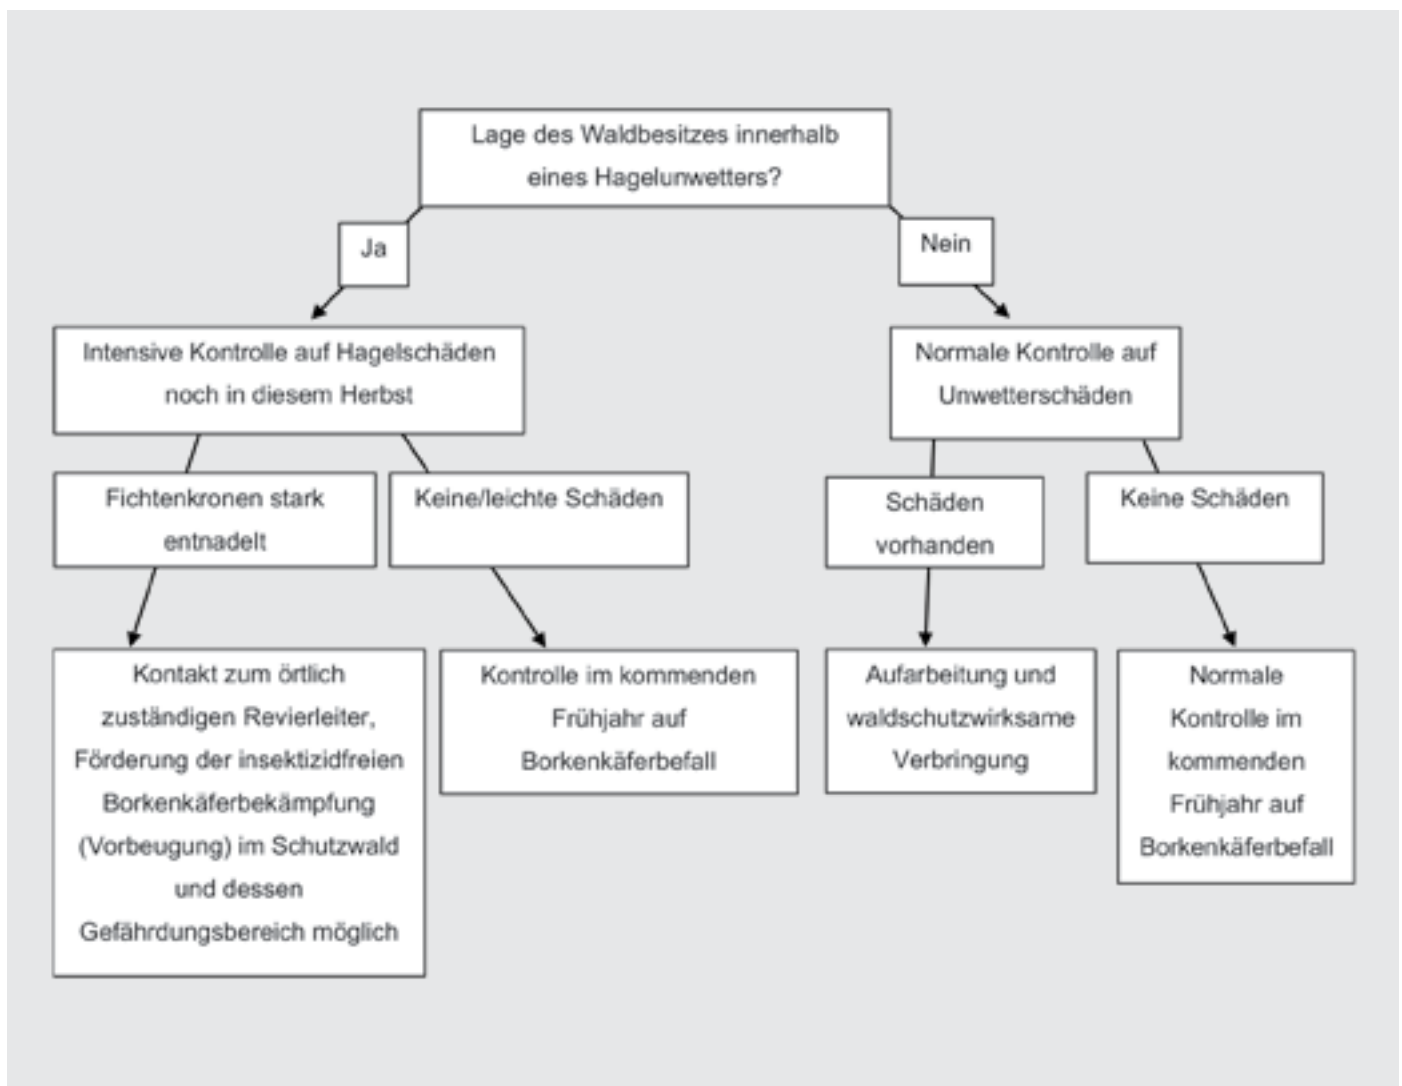 Lage des Waldbesitzes innerhalb
eines Hagelunwetters?
Ja
Nein
Intensive Kontrolle auf Hagelschäden
noch in diesem Herbst
Normale Kontrolle auf
Unwetterschäden
Fichtenkronen stark
entnadelt
Keine/leichte Schäden
Schäden
vorhanden
Keine Schäden
Kontakt zum örtlich
zuständigen Revierleiter,
Förderung der insektizidfreien
Borkenkäferbekämpfung
(Vorbeugung) im Schutzwald
und dessen
Gefährdungsbereich möglich
Kontrolle im kommenden
Frühjahr auf
Borkenkäferbefall
Aufarbeitung und
waldschutzwirksame
Verbringung
Normale
Kontrolle im
kommenden
Frühjahr auf
Borkenkäferbefall